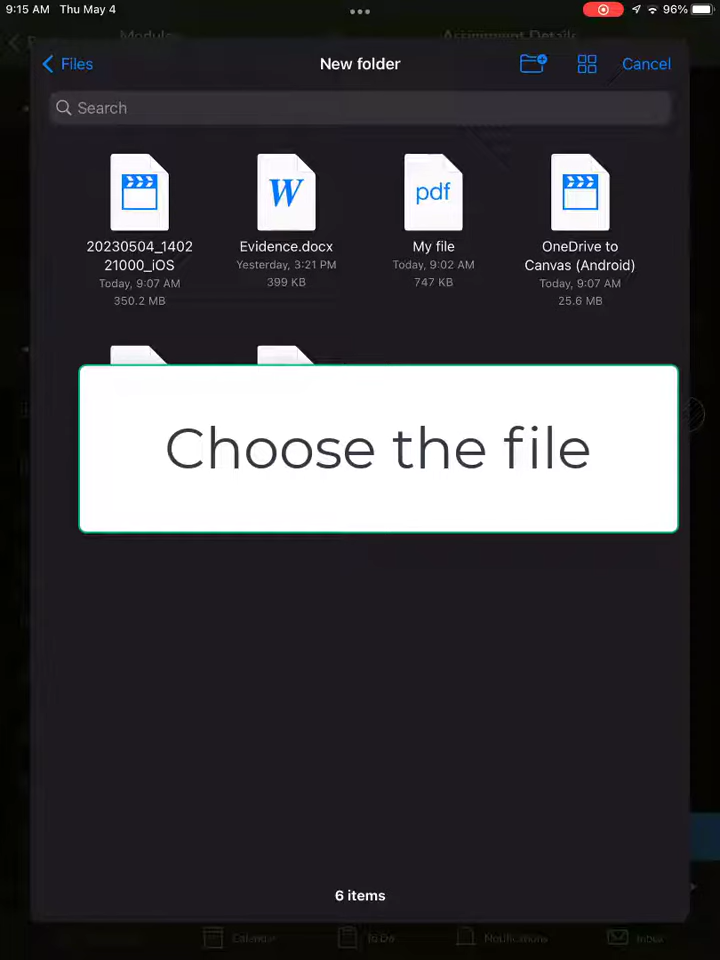 9:15 AM Thu May 4
96%
Module
Assignment Details
Files
New folder
Cancel
Search
W
pdf
20230504_1402
21000_iOS
Today, 9:07 AM
350.2 MB
Evidence.docx
Yesterday, 3:21 PM
399 KB
My file
Today, 9:02 AM
747 KB
OneDrive to
Canvas (Android)
Today, 9:07 AM
25.6 MB
Choose the file
6 items
Calendar
To Do
Notifications
Inbox